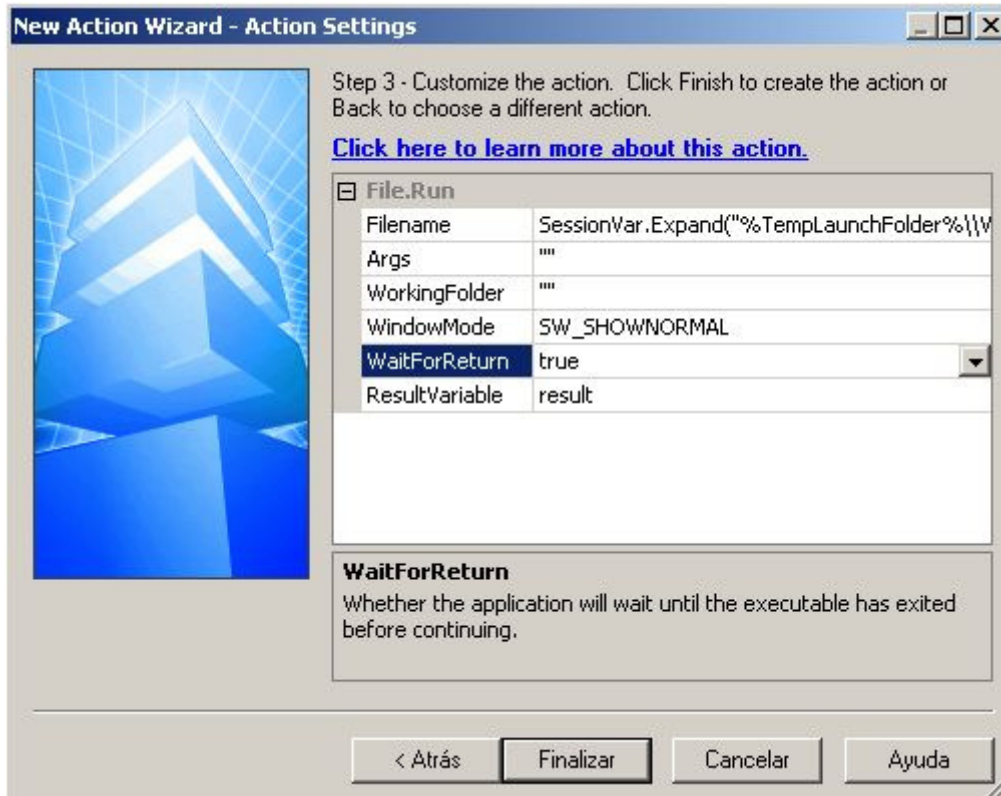 New Action Wizard - Action Settings
Step 3 - Customize the action. Click Finish to create the action or
Back to choose a different action.
Click here to learn more about this action.
File.Run
Filename SessionVar.Expand("%TempLaunchFolder%\\V
Args ""
WorkingFolder ""
WindowMode SW_SHOWNORMAL
WaitForReturn true
ResultVariable result
WaitForReturn
Whether the application will wait until the executable has exited
before continuing.
< Atrás Finalizar Cancelar Ayuda